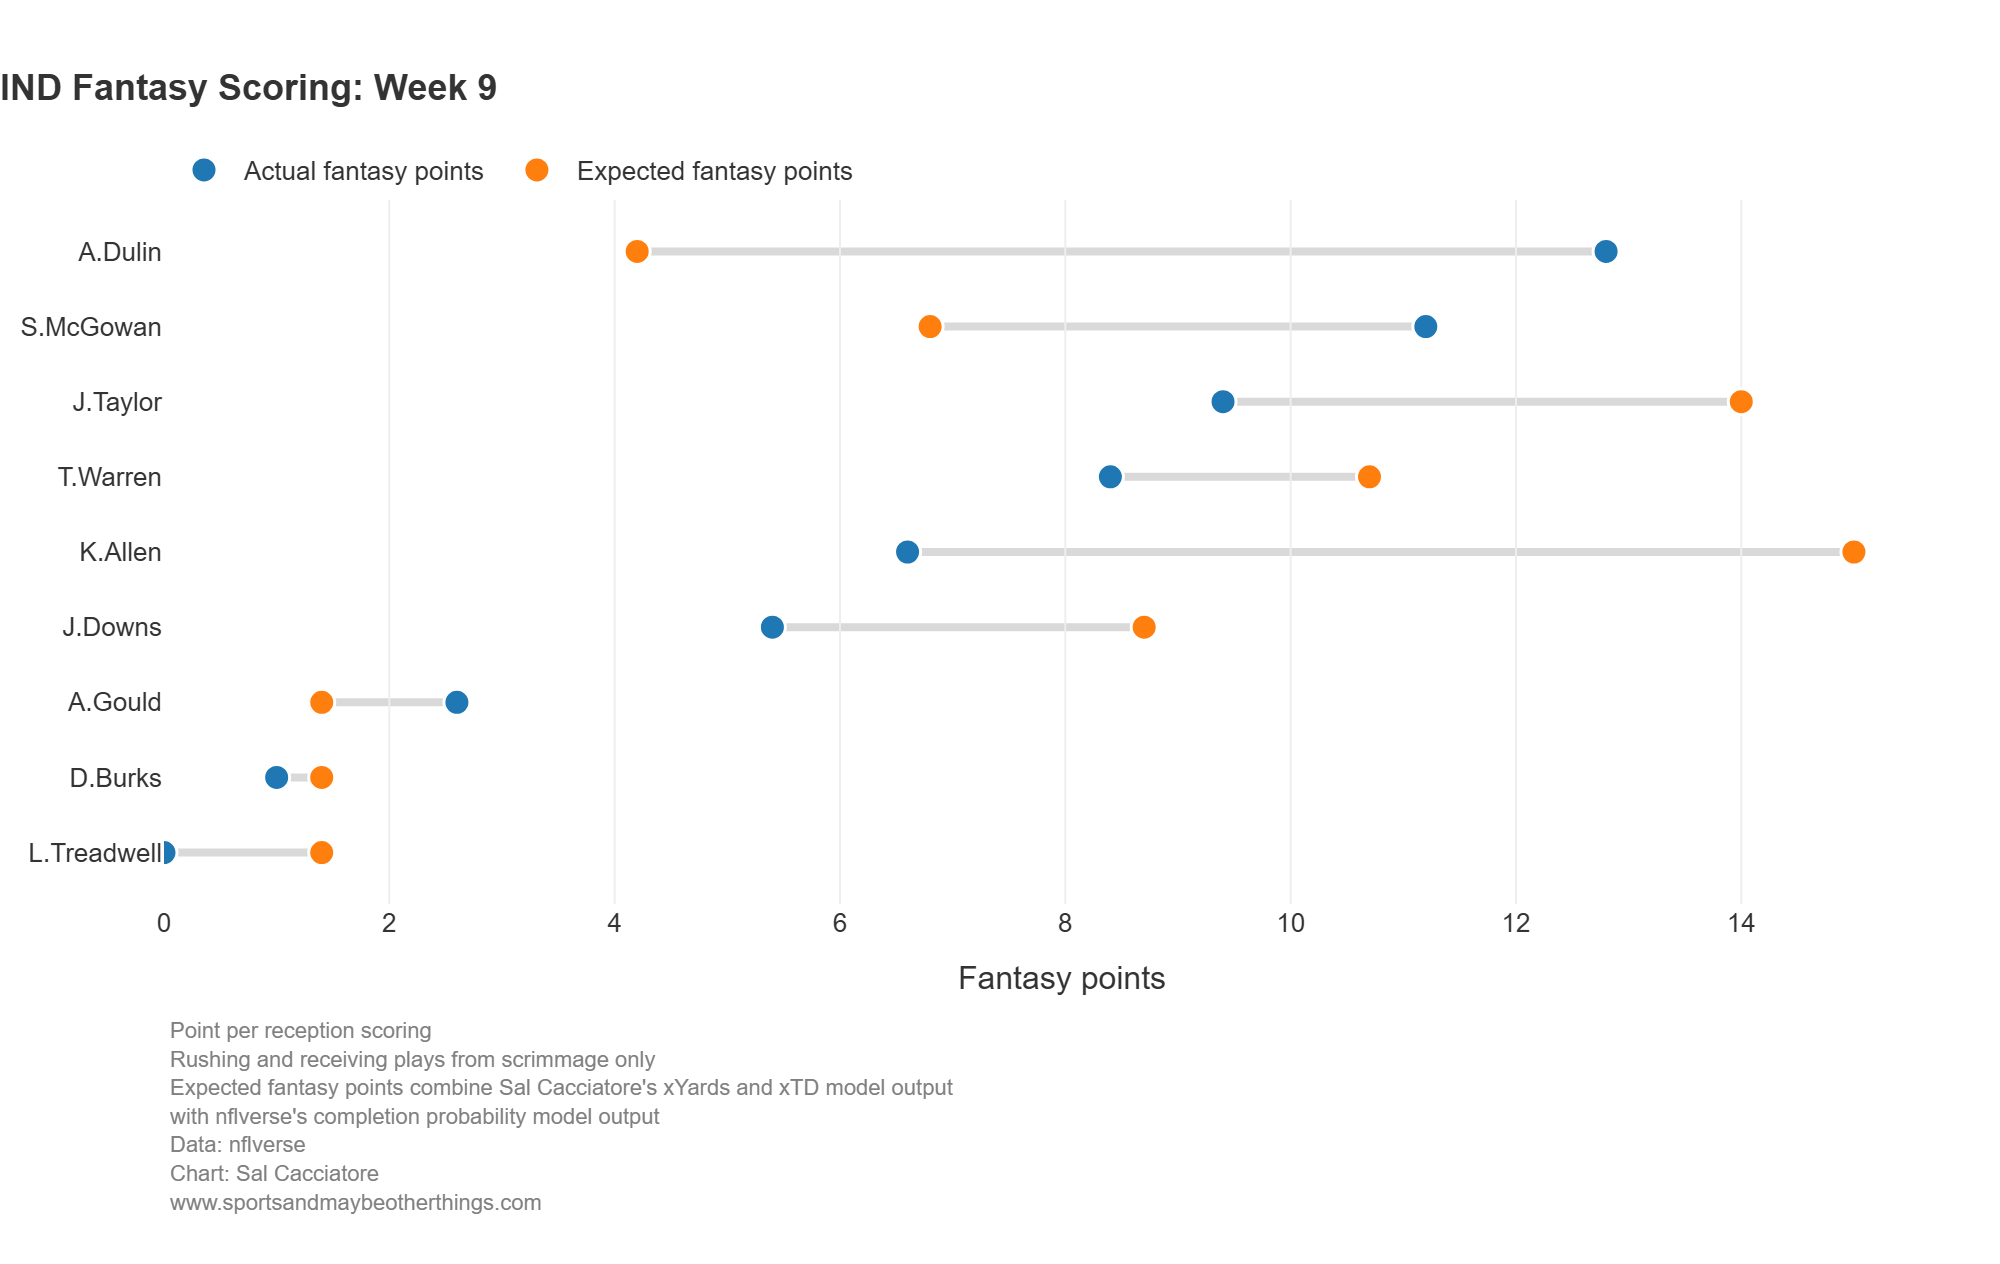 IND Fantasy Scoring: Week 9
Actual fantasy points
Expected fantasy points
A.Dulin
S.McGowan
J.Taylor
T.Warren
K.Allen
J.Downs
A.Gould
D.Burks
L.Treadwell
0 2 4 6 8 10 12 14
Fantasy points
Point per reception scoring
Rushing and receiving plays from scrimmage only
Expected fantasy points combine Sal Cacciatore's xYards and xTD model output
with nflverse's completion probability model output
Data: nflverse
Chart: Sal Cacciatore
www.sportsandmaybeotherthings.com